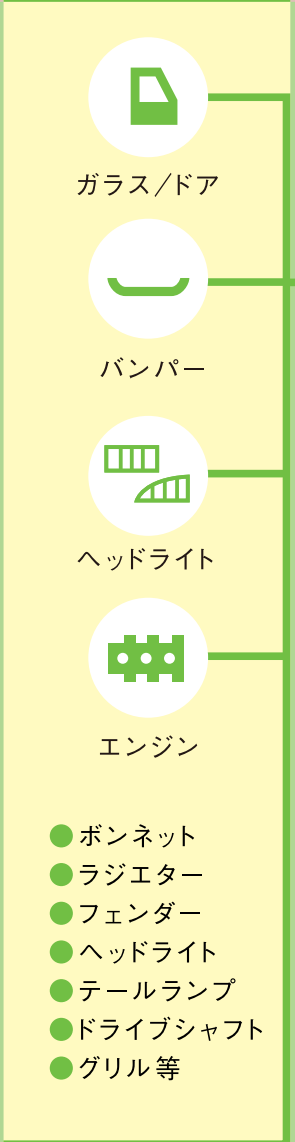 ガラス/ドア
バンパー
ヘッドライト
エンジン
●ボンネット
●ラジエター
●フェンダー
●ヘッドライト
●テールランプ
●ドライブシャフト
●グリル等